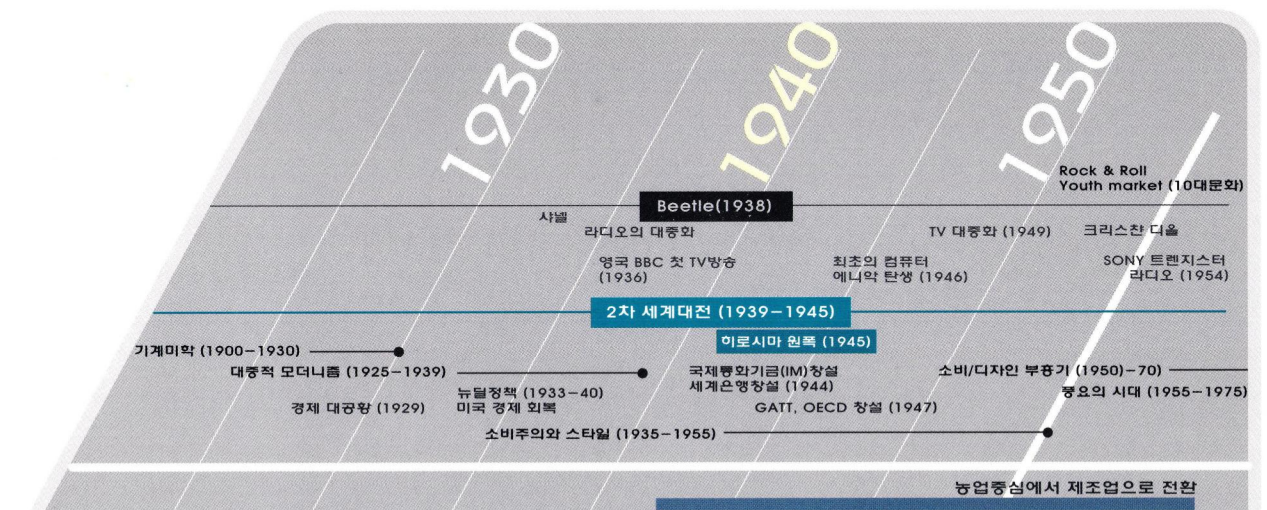 1930
1940
1950
Rock & Roll
Youth market (10대문화)
Beetle(1938)
샤넬
라디오의 대중화
TV 대중화 (1949)
크리스챤 디올
영국 BBC 첫 TV방송
(1936)
최초의 컴퓨터
에니악 탄생 (1946)
SONY 트렌지스터
라디오 (1954)
2차 세계대전 (1939－1945)
히로시마 원폭 (1945)
기계미학 (1900－1930)
대중적 모더니즘 (1925－1939)
국제통화기금(IM)창설
세계은행창설 (1944)
소비/디자인 부흥기 (1950)-70)
뉴딜정책 (1933－40)
미국 경제 회복
풍요의 시대 (1955－1975)
경제 대공황 (1929)
GATT, OECD 창설 (1947)
소비주의와 스타일 (1935－1955)
농업중심에서 제조업으로 전환